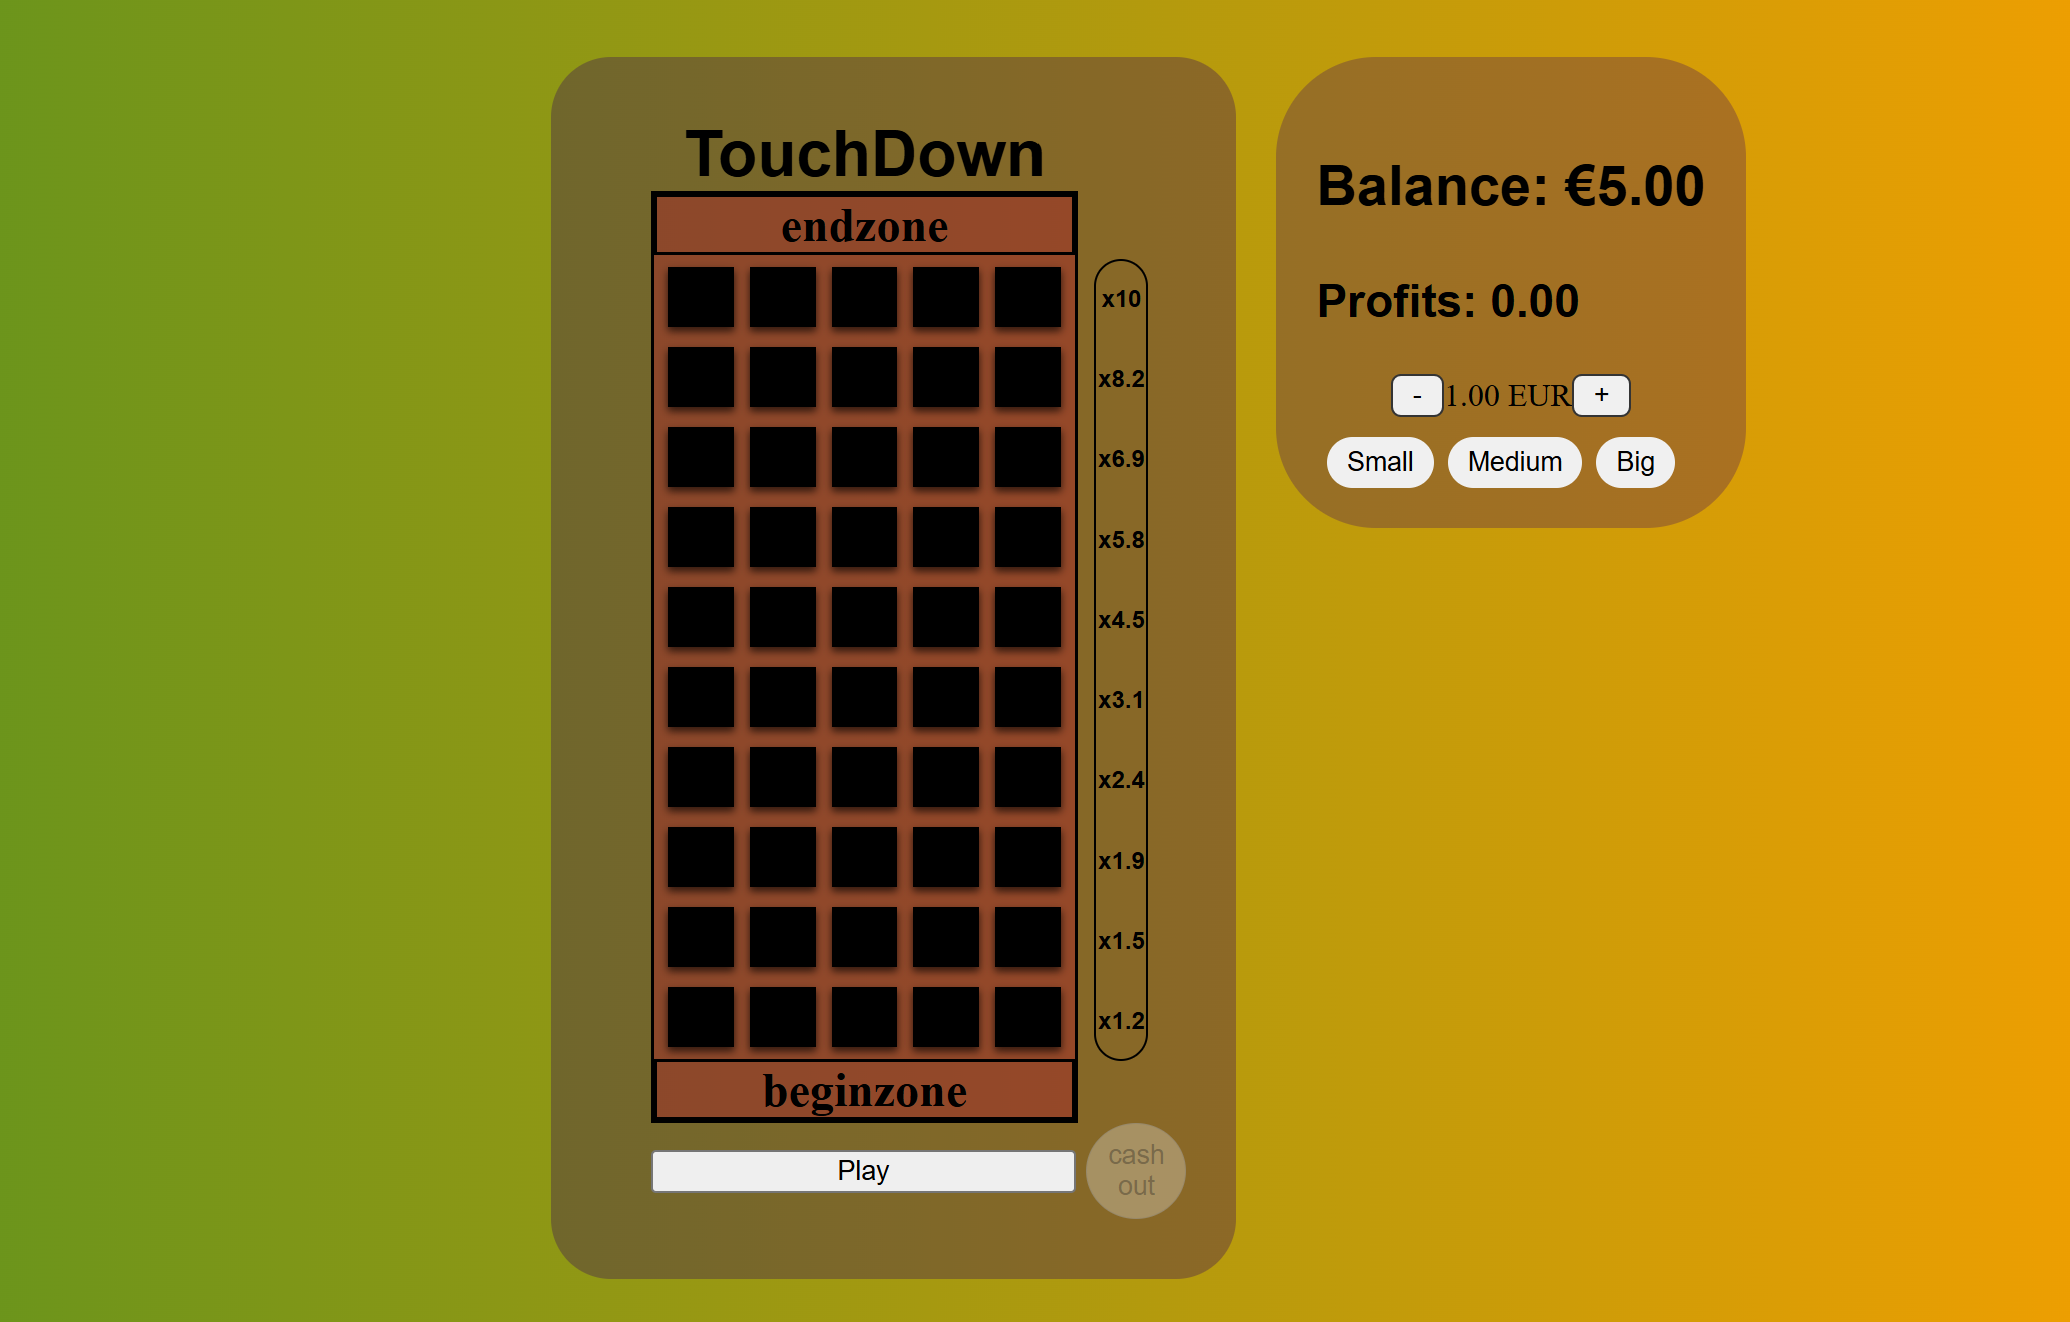 TouchDown
endzone
x10
x8.2
x6.9
x5.8
x4.5
x3.1
x2.4
x1.9
x1.5
x1.2
beginzone
Play
cash
out
Balance: €5.00
Profits: 0.00
- 1.00 EUR +
Small Medium Big